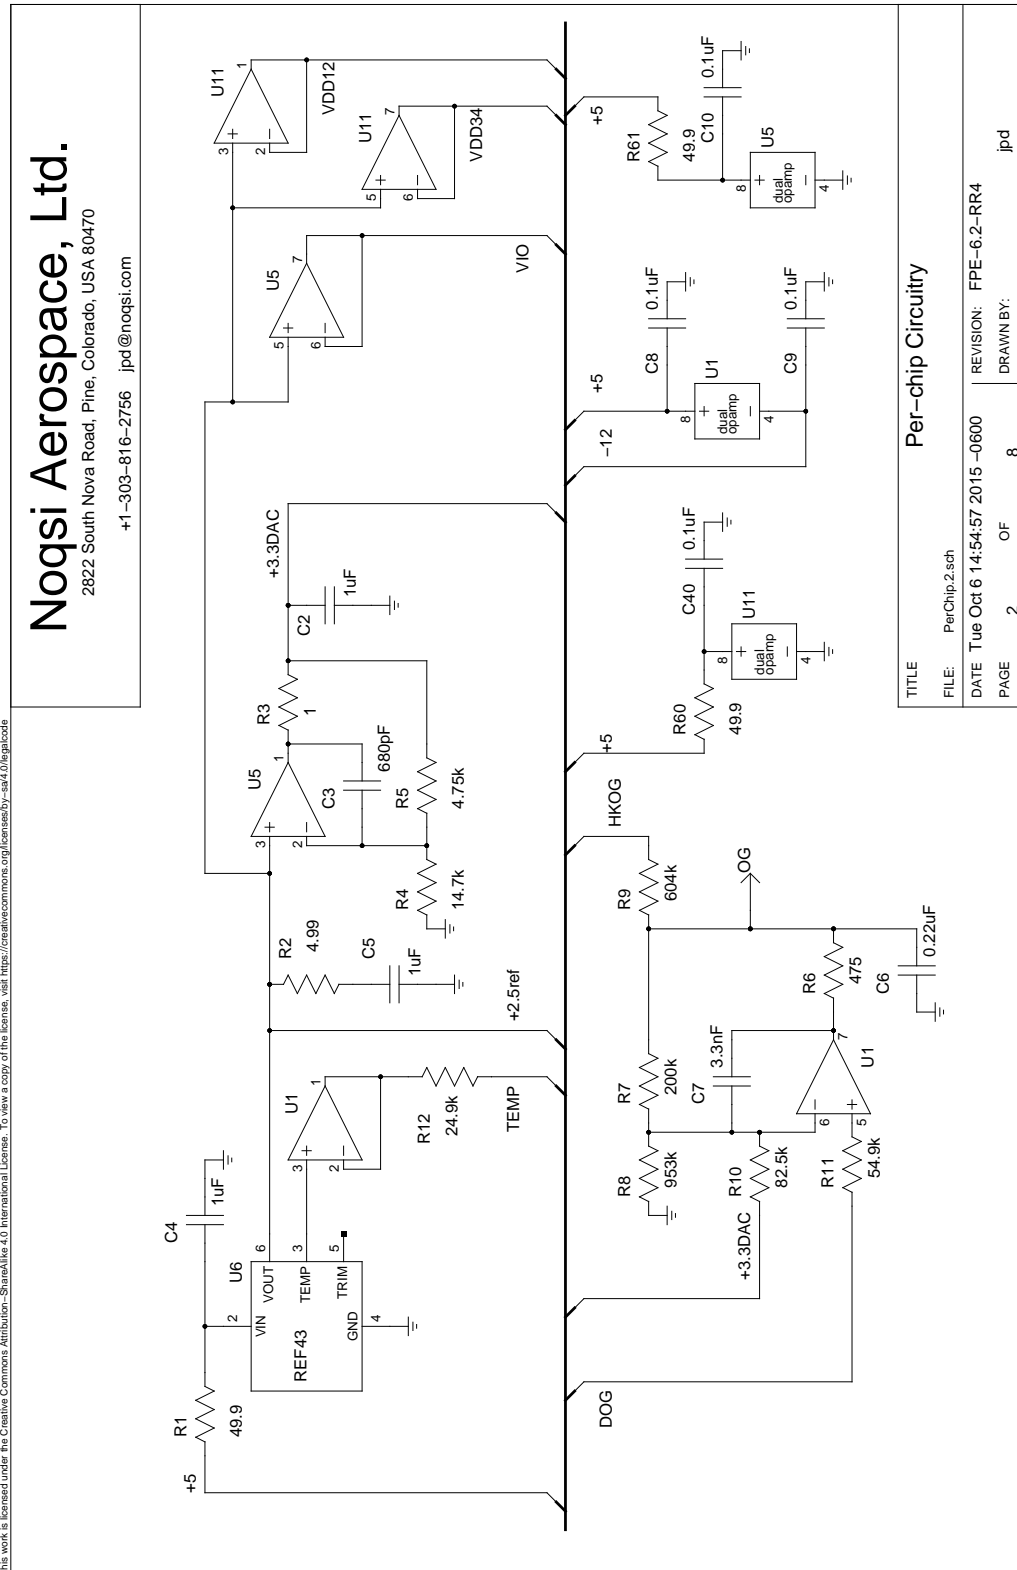 Noqsi Aerospace, Ltd.
2822 South Nova Road, Pine, Colorado, USA 80470
+1−303−816−2756 jpd@noqsi.com
his work is licensed under the Creative Commons Attribution−ShareAlike 4.0 International License. To view a copy of the license, visit https://creativecommons.org/licenses/by−sa/4.0/legalcode
+5
R1
49.9
C4
1uF
U6
2
VIN
VOUT
6
TEMP
3
TRIM
5
GND
4
REF43
U1
3
+
2
−
1
R12
24.9k
TEMP
+2.5ref
R2
4.99
C5
1uF
U5
3
+
2
−
1
C3
680pF
R3
1
R4
14.7k
R5
4.75k
C2
1uF
+3.3DAC
U5
5
+
6
−
7
VIO
U11
3
+
2
−
1
VDD12
U11
5
+
6
−
7
VDD34
DOG
+3.3DAC
R8
953k
R10
82.5k
R11
54.9k
R7
200k
C7
3.3nF
U1
6
−
5
+
7
R6
475
C6
0.22uF
R9
604k
OG
HKOG
+5
R60
49.9
C40
0.1uF
U11
8
+
dual
opamp
−
4
−12
+5
C8
0.1uF
U1
8
+
dual
opamp
−
4
C9
0.1uF
+5
R61
49.9
C10
0.1uF
U5
8
+
dual
opamp
−
4
TITLE
Per−chip Circuitry
FILE: PerChip.2.sch
REVISION: FPE−6.2−RR4
DATE Tue Oct 6 14:54:57 2015 −0600
PAGE 2 OF 8
DRAWN BY: jpd